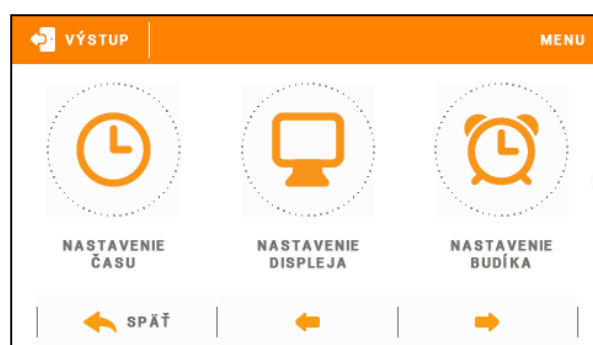 VÝSTUP
MENU
NASTAVENIE
ČASU
NASTAVENIE
DISPLEJA
NASTAVENIE
BUDÍKA
SPÄŤ